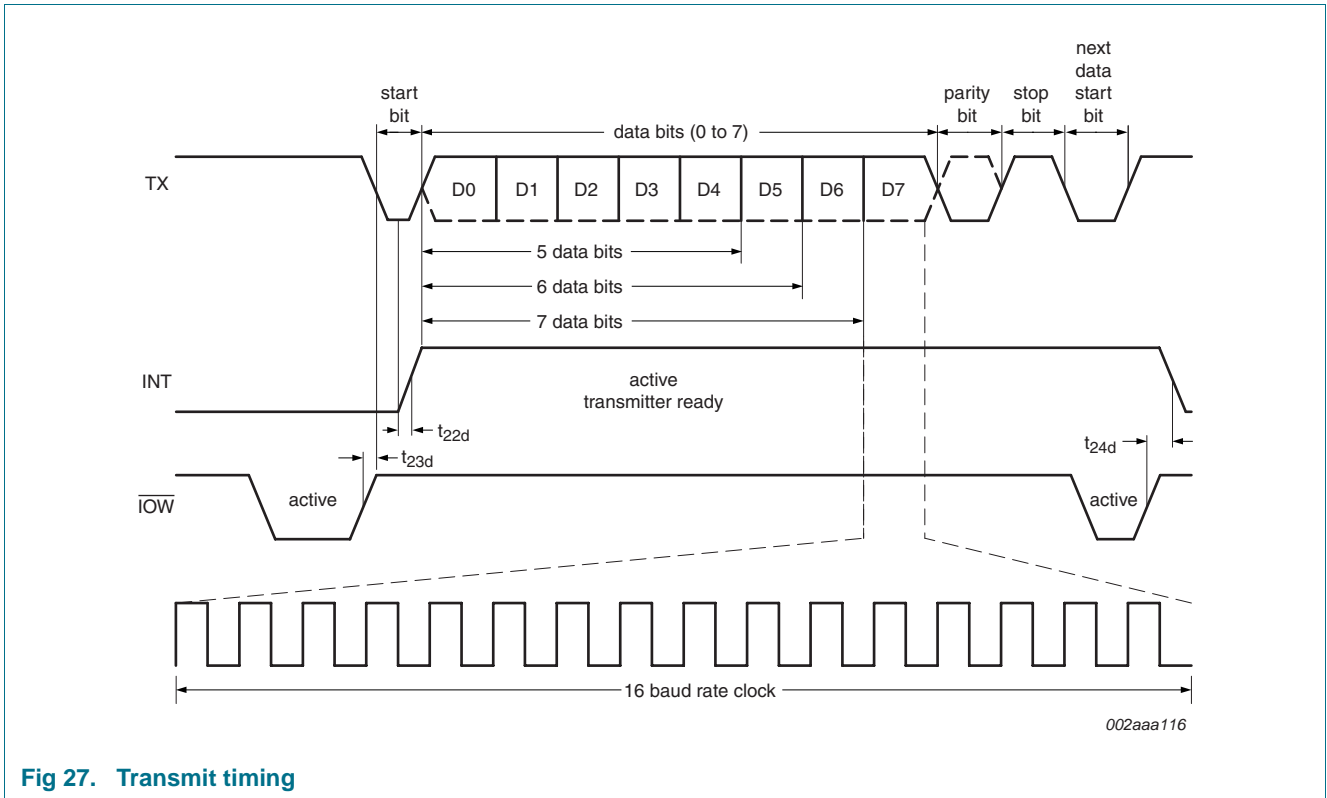 next
data
start
bit
start
bit
parity
bit
stop
bit
data bits (0 to 7)
TX
D0 D1 D2 D3 D4 D5 D6 D7
5 data bits
6 data bits
7 data bits
INT
active
transmitter ready
t22d
t24d
t23d
IOW
active
active
16 baud rate clock
002aaa116
Fig 27. Transmit timing